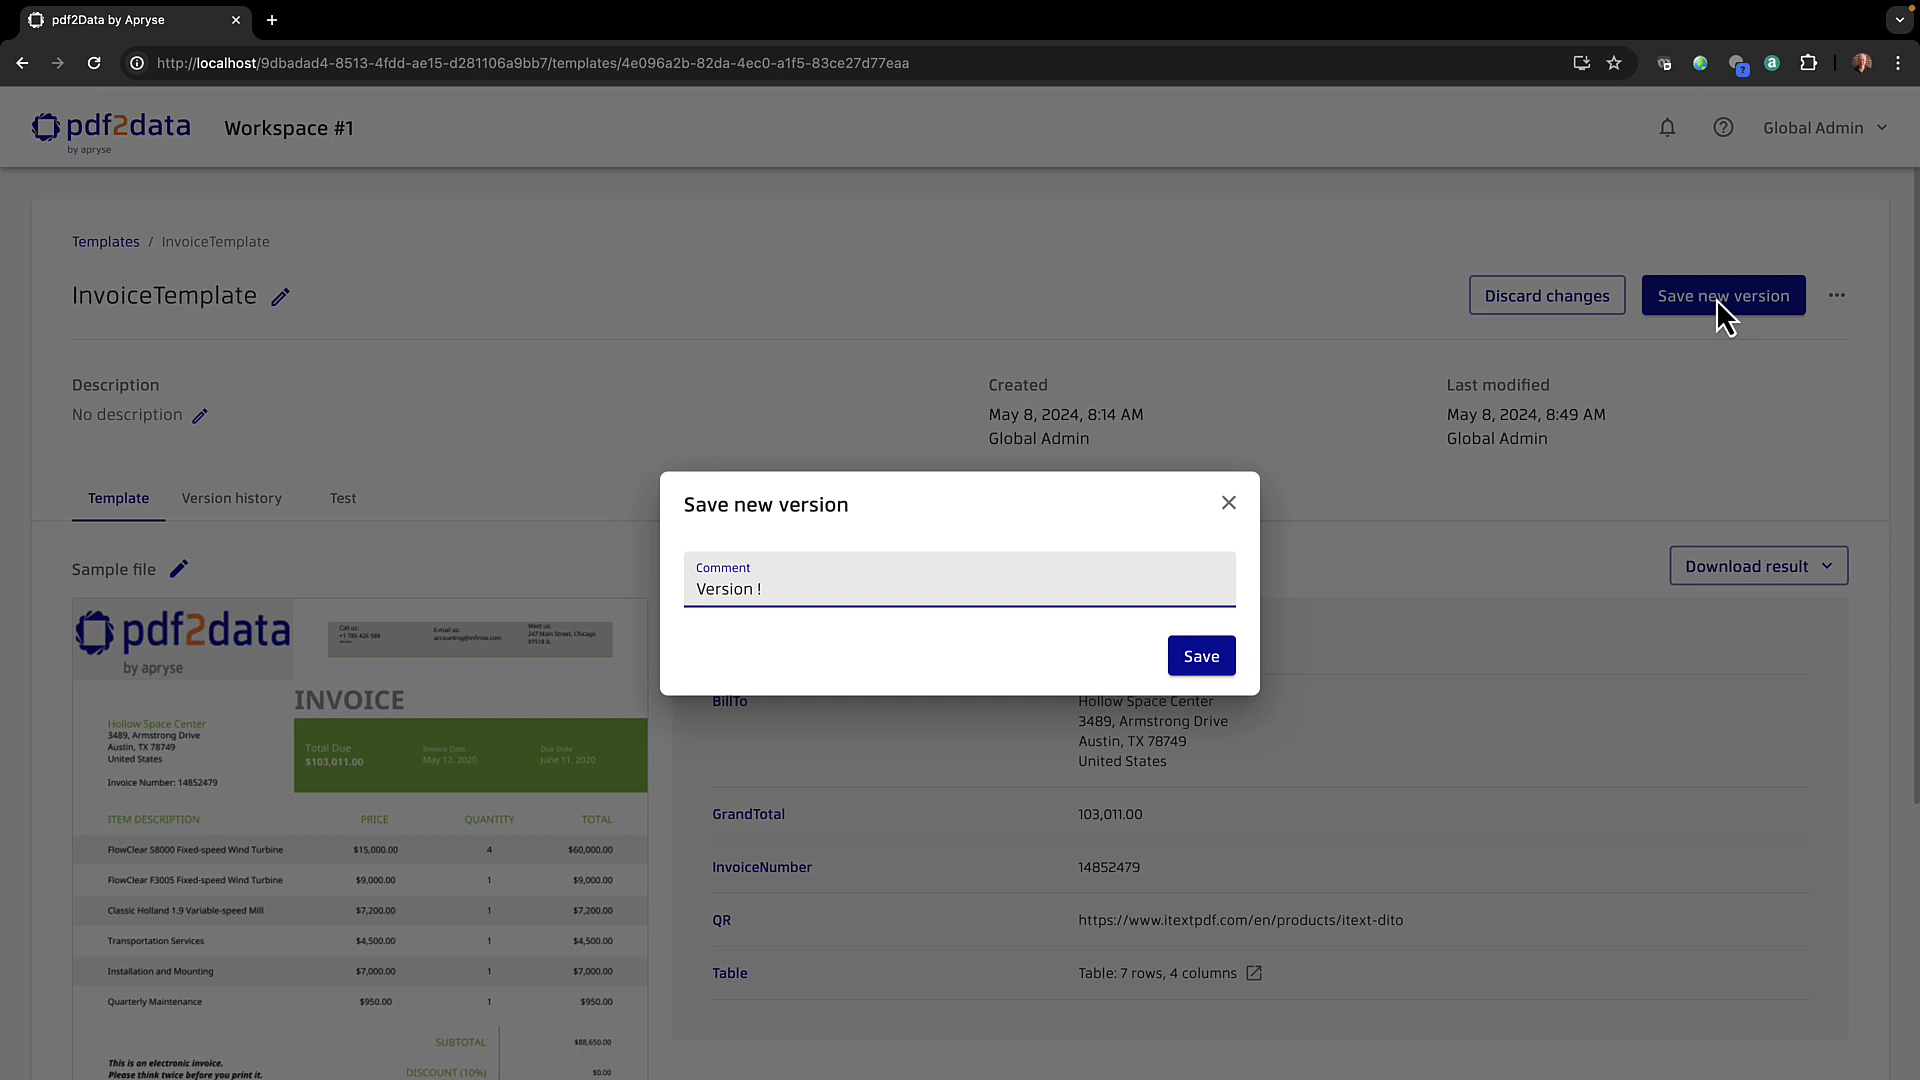 pdf2Data by Apryse
http://localhost/9dbadad4-8513-4fdd-ae15-d281106a9bb7/templates/4e096a2b-82da-4ec0-a1f5-83ce27d77eaa
pdf2data
by apryse
Workspace #1
Global Admin
Templates / InvoiceTemplate
InvoiceTemplate
Discard changes
Save new version
Description
No description
Created
May 8, 2024, 8:14 AM
Global Admin
Last modified
May 8, 2024, 8:49 AM
Global Admin
Template
Version history
Test
Save new version
Comment
Version !
Save
Sample file
Download result
pdf2data
by apryse
Call us:
+1 785 426 989
E-mail us:
accounting@infinite.com
Meet us:
247 Main Street, Chicago
97518 IL
INVOICE
Hollow Space Center
3489, Armstrong Drive
Austin, TX 78749
United States
Invoice Number: 14852479
Total Due
$103,011.00
Invoice Date
May 12, 2020
Due Date
June 11, 2020
ITEM DESCRIPTION PRICE QUANTITY TOTAL
FlowClear S8000 Fixed-speed Wind Turbine $15,000.00 4 $60,000.00
FlowClear F3005 Fixed-speed Wind Turbine $9,000.00 1 $9,000.00
Classic Holland 1.9 Variable-speed Mill $7,200.00 1 $7,200.00
Transportation Services $4,500.00 1 $4,500.00
Installation and Mounting $7,000.00 1 $7,000.00
Quarterly Maintenance $950.00 1 $950.00
SUBTOTAL $88,650.00
DISCOUNT (10%) $0.00
This is an electronic invoice.
Please think twice before you print it.
BillTo
Hollow Space Center
3489, Armstrong Drive
Austin, TX 78749
United States
GrandTotal 103,011.00
InvoiceNumber 14852479
QR https://www.itextpdf.com/en/products/itext-dito
Table Table: 7 rows, 4 columns